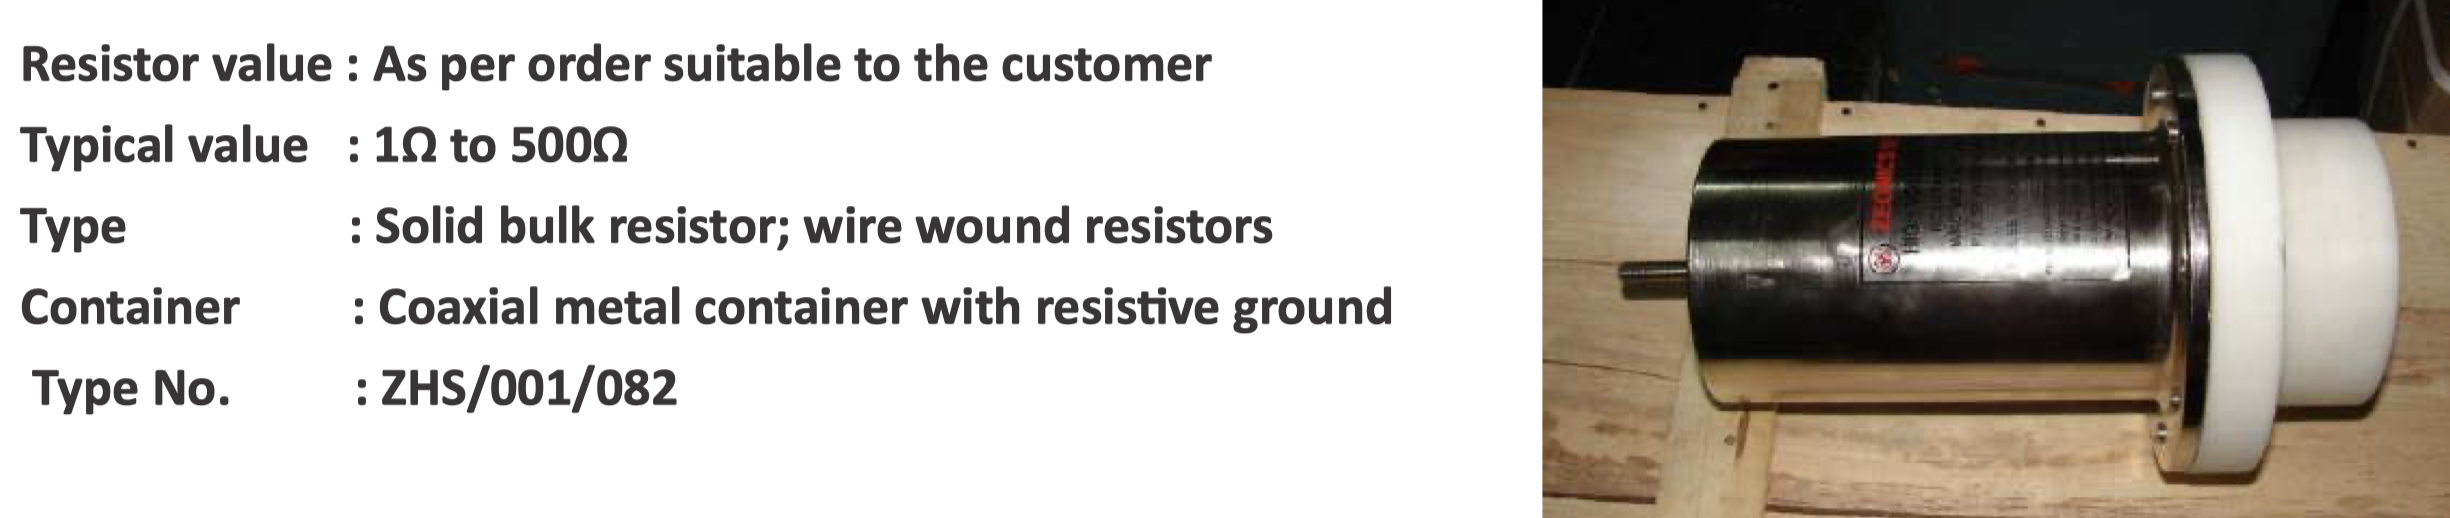 Resistor value : As per order suitable to the customer
Typical value : 1Ω to 500Ω
Type : Solid bulk resistor; wire wound resistors
Container : Coaxial metal container with resistive ground
Type No. : ZHS/001/082